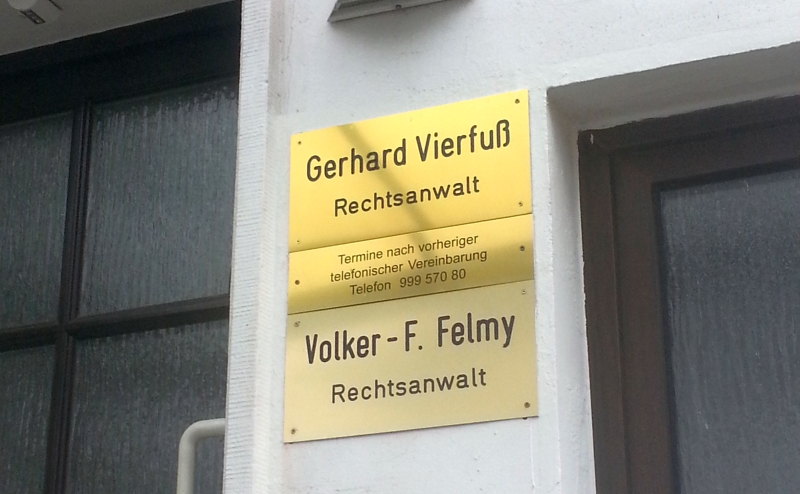 Gerhard Vierfuß
Rechtsanwalt
Termine nach vorheriger
telefonischer Vereinbarung
Telefon 999 570 80
Volker-F. Felmy
Rechtsanwalt